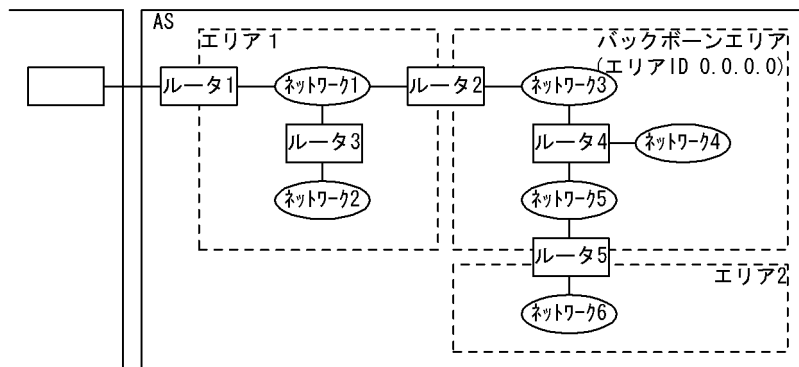 AS
エリア1
バックボーンエリア
(エリアID 0.0.0.0)
ルータ1
ネットワーク1
ルータ2
ネットワーク3
ルータ3
ルータ4
ネットワーク4
ネットワーク2
ネットワーク5
ルータ5
エリア2
ネットワーク6